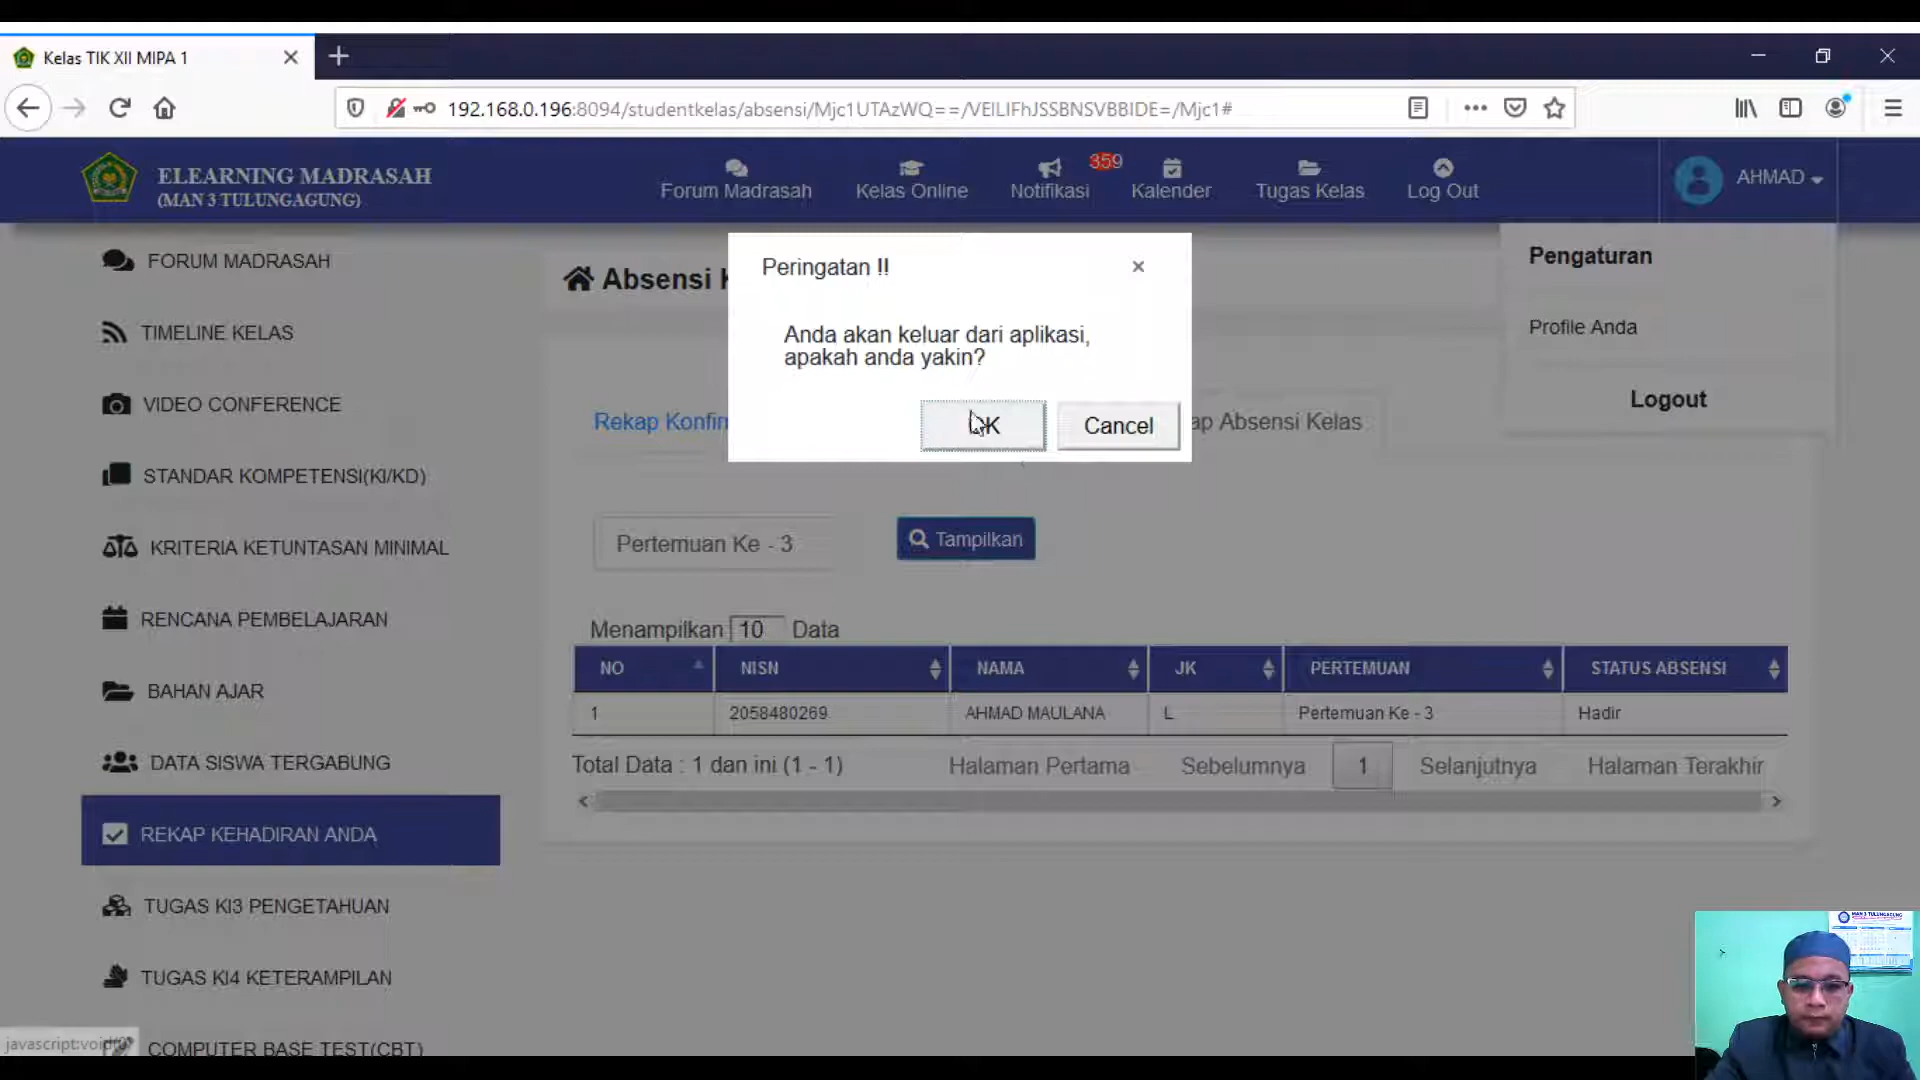 Kelas TIK XII MIPA 1
192.168.0.196:8094/studentkelas/absensi/Mjc1UTAzWQ==/VElLIFhJSSBNSVBBIDE=/Mjc1#
ELEARNING MADRASAH
(MAN 3 TULUNGAGUNG)
Forum Madrasah
Kelas Online
Notifikasi
359
Kalender
Tugas Kelas
Log Out
AHMAD
Pengaturan
Profile Anda
Logout
FORUM MADRASAH
TIMELINE KELAS
VIDEO CONFERENCE
STANDAR KOMPETENSI(KI/KD)
KRITERIA KETUNTASAN MINIMAL
RENCANA PEMBELAJARAN
BAHAN AJAR
DATA SISWA TERGABUNG
REKAP KEHADIRAN ANDA
TUGAS KI3 PENGETAHUAN
TUGAS KI4 KETERAMPILAN
COMPUTER BASE TEST(CBT)
javascript:void(0)
Absensi K
Peringatan !!
×
Anda akan keluar dari aplikasi,
apakah anda yakin?
OK
Cancel
Rekap Konfir
ap Absensi Kelas
Pertemuan Ke - 3
Tampilkan
Menampilkan 10 Data
NO NISN NAMA JK PERTEMUAN STATUS ABSENSI
1 2058480269 AHMAD MAULANA L Pertemuan Ke - 3 Hadir
Total Data : 1 dan ini (1 - 1)
Halaman Pertama Sebelumnya 1 Selanjutnya Halaman Terakhir
MAN 3 TULUNGAGUNG